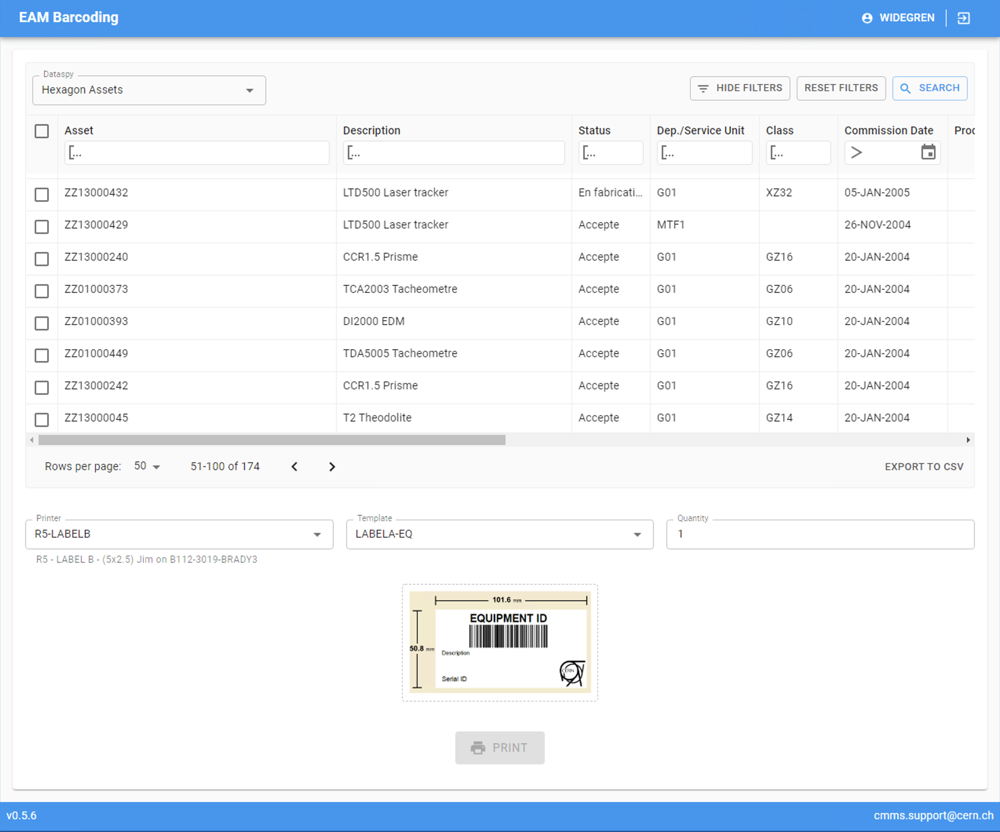 EAM Barcoding WIDEGREN
Dataspy
Hexagon Assets HIDE FILTERS RESET FILTERS SEARCH
Asset Description Status Dep./Service Unit Class Commission Date Proc
[... [... [... [... [... >
ZZ13000432 LTD500 Laser tracker En fabricati... G01 XZ32 05-JAN-2005
ZZ13000429 LTD500 Laser tracker Accepte MTF1 26-NOV-2004
ZZ13000240 CCR1.5 Prisme Accepte G01 GZ16 20-JAN-2004
ZZ01000373 TCA2003 Tacheometre Accepte G01 GZ06 20-JAN-2004
ZZ01000393 DI2000 EDM Accepte G01 GZ10 20-JAN-2004
ZZ01000449 TDA5005 Tacheometre Accepte G01 GZ06 20-JAN-2004
ZZ13000242 CCR1.5 Prisme Accepte G01 GZ16 20-JAN-2004
ZZ13000045 T2 Theodolite Accepte G01 GZ14 20-JAN-2004
Rows per page: 50 51-100 of 174 EXPORT TO CSV
Printer Template Quantity
R5-LABELB LABELA-EQ 1
R5 - LABEL B - (5x2.5) Jim on B112-3019-BRADY3
101.6 mm
EQUIPMENT ID
50.8 mm
Description
CERN
Serial ID
PRINT
v0.5.6 cmms.support@cern.ch